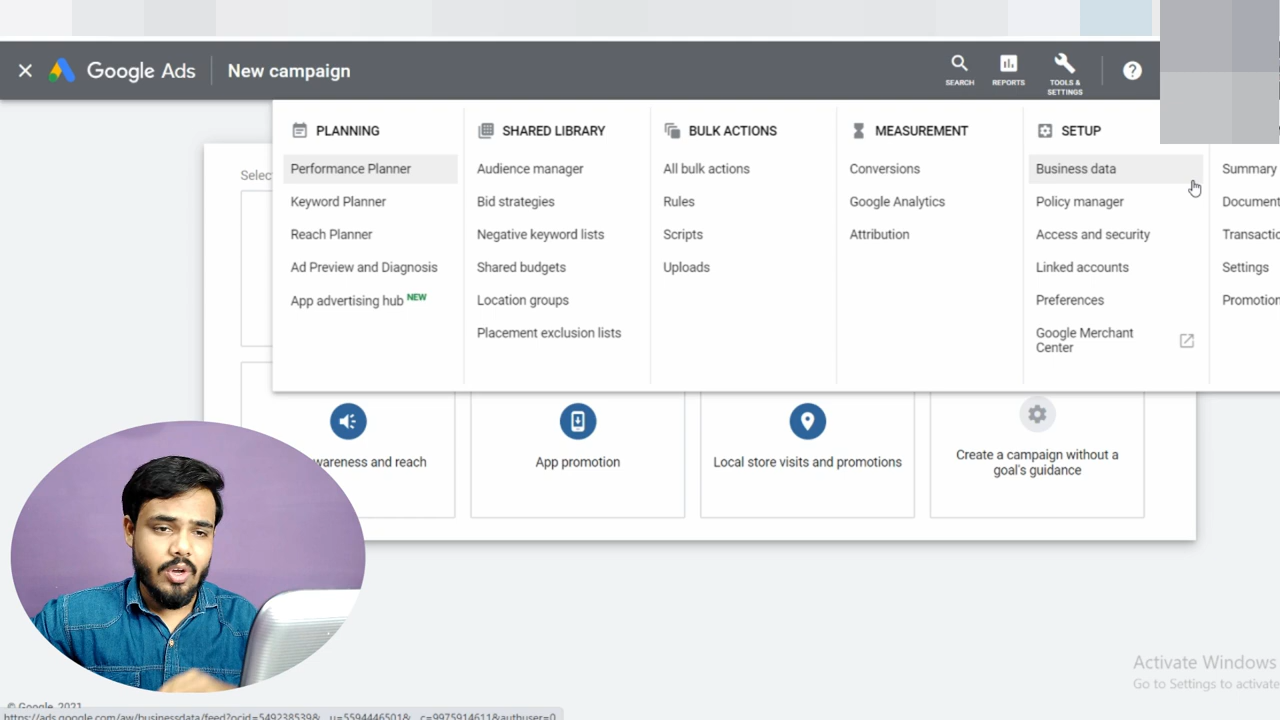 Google Ads
New campaign
SEARCH
REPORTS
TOOLS &
SETTINGS
PLANNING
Performance Planner
Keyword Planner
Reach Planner
Ad Preview and Diagnosis
App advertising hub NEW
SHARED LIBRARY
Audience manager
Bid strategies
Negative keyword lists
Shared budgets
Location groups
Placement exclusion lists
BULK ACTIONS
All bulk actions
Rules
Scripts
Uploads
MEASUREMENT
Conversions
Google Analytics
Attribution
SETUP
Business data
Policy manager
Access and security
Linked accounts
Preferences
Google Merchant
Center
Summary
Document
Transactio
Settings
Promotion
Selec
wareness and reach
App promotion
Local store visits and promotions
Create a campaign without a
goal's guidance
Activate Windows
Go to Settings to activate
© Google, 2021
https://ads.google.com/aw/businessdata/feed?ocid=549238539&__u=5594446501&__c=9975914611&authuser=0